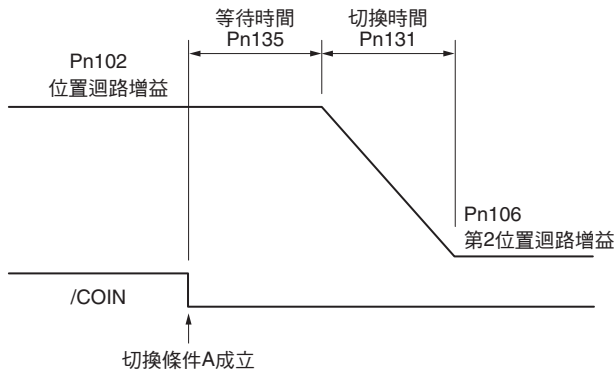 等待時間
Pn135
切換時間
Pn131
Pn102
位置迴路增益
Pn106
第2位置迴路增益
/COIN
切換條件A成立